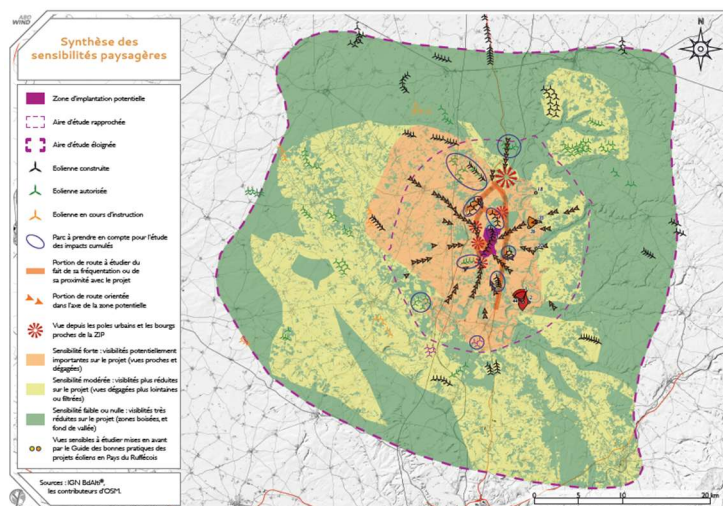 ABO
WIND
Synthèse des
sensibilités paysagères
N
Zone d'implantation potentielle
Aire d'étude rapprochée
Aire d'étude éloignée
Eolienne construite
Eolienne autorisée
Eolienne en cours d'instruction
Parc à prendre en compte pour l'étude
des impacts cumulés
Portion de route à étudier du
fait de sa fréquentation ou de
sa proximité avec le projet
Portion de route orientée
dans l'axe de la zone potentielle
Vue depuis les poles urbains et les bourgs
proches de la ZIP
Sensibilité forte : visibilités potentiellement
importantes sur le projet (vues proches et
dégagées)
Sensibilité modérée : visiblités plus réduites
sur le projet (vues dégagées plus lointaines
ou filtrées)
Sensibilité faible ou nulle : visiblités très
réduites sur le projet (zones boisées, et
fond de vallée)
Vues sensibles à étudier mises en avant
par le Guide des bonnes pratiques des
projets éoliens en Pays du Ruffécois
Sources : IGN BdAlti®,
les contributeurs d'OSM.
0 5 10 20 km